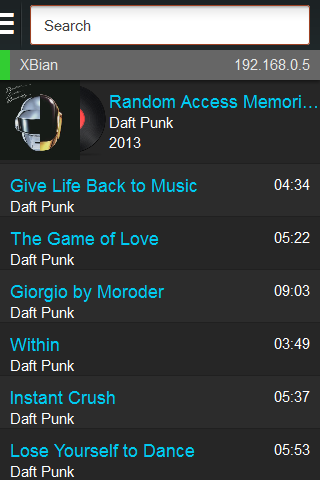 Search
XBian 192.168.0.5
Random Access Memori...
Daft Punk
2013
Give Life Back to Music 04:34
Daft Punk
The Game of Love 05:22
Daft Punk
Giorgio by Moroder 09:03
Daft Punk
Within 03:49
Daft Punk
Instant Crush 05:37
Daft Punk
Lose Yourself to Dance 05:53
Daft Punk